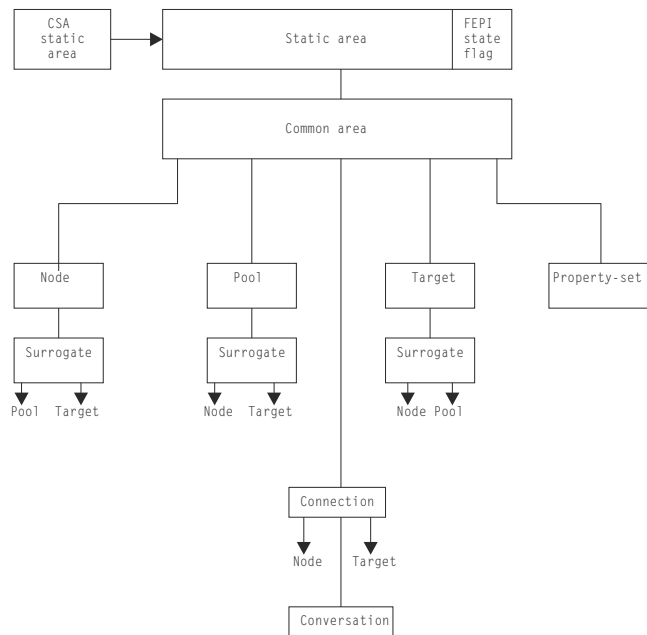 CSA
static
area
Static area
FEPI
state
flag
Common area
Node
Pool
Target
Property-set
Surrogate
Surrogate
Surrogate
Pool Target
Node Target
Node Pool
Connection
Node Target
Conversation